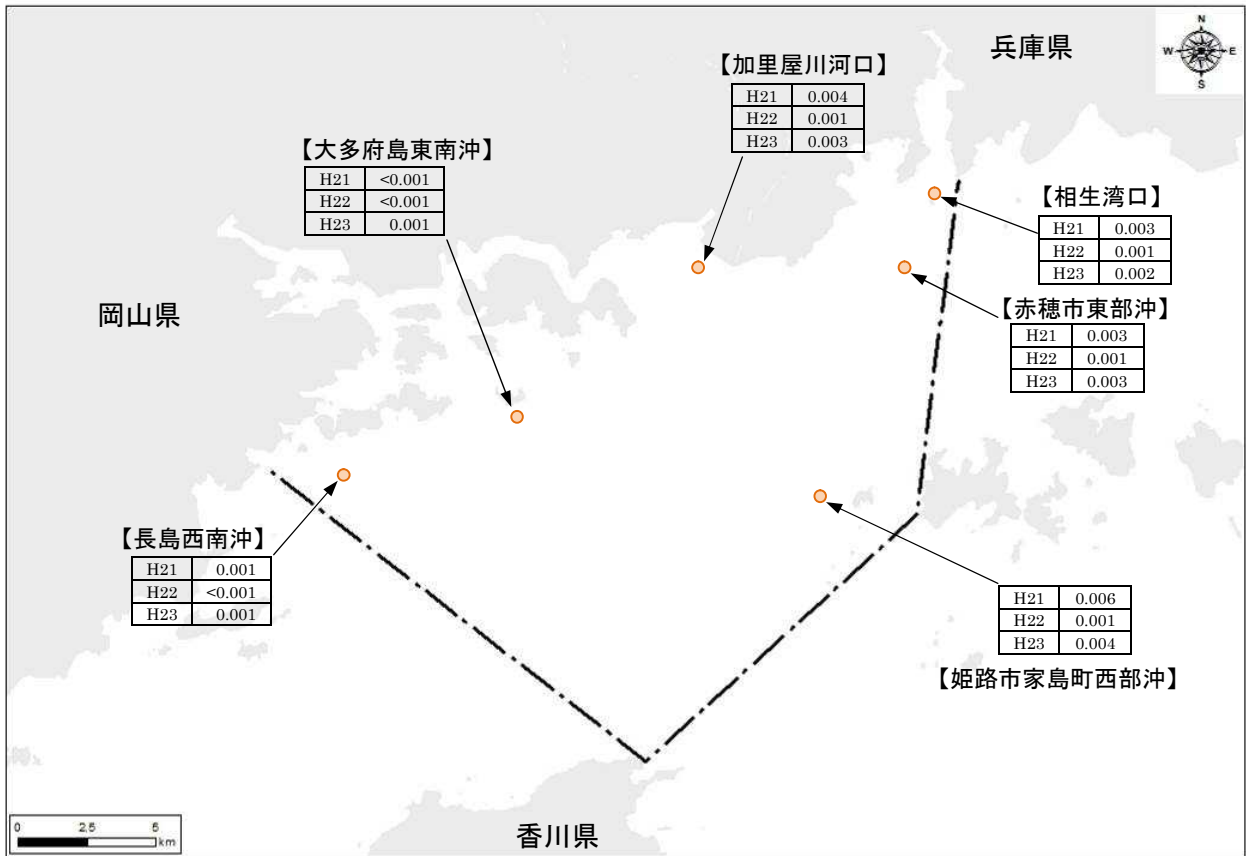 兵庫県
N
W E
S
【加里屋川河口】
H21 0.004
H22 0.001
H23 0.003
【大多府島東南沖】
H21 <0.001
H22 <0.001
H23 0.001
【相生湾口】
H21 0.003
H22 0.001
H23 0.002
岡山県
【赤穂市東部沖】
H21 0.003
H22 0.001
H23 0.003
【長島西南沖】
H21 0.001
H22 <0.001
H23 0.001
H21 0.006
H22 0.001
H23 0.004
【姫路市家島町西部沖】
香川県
0 2.5 5
km